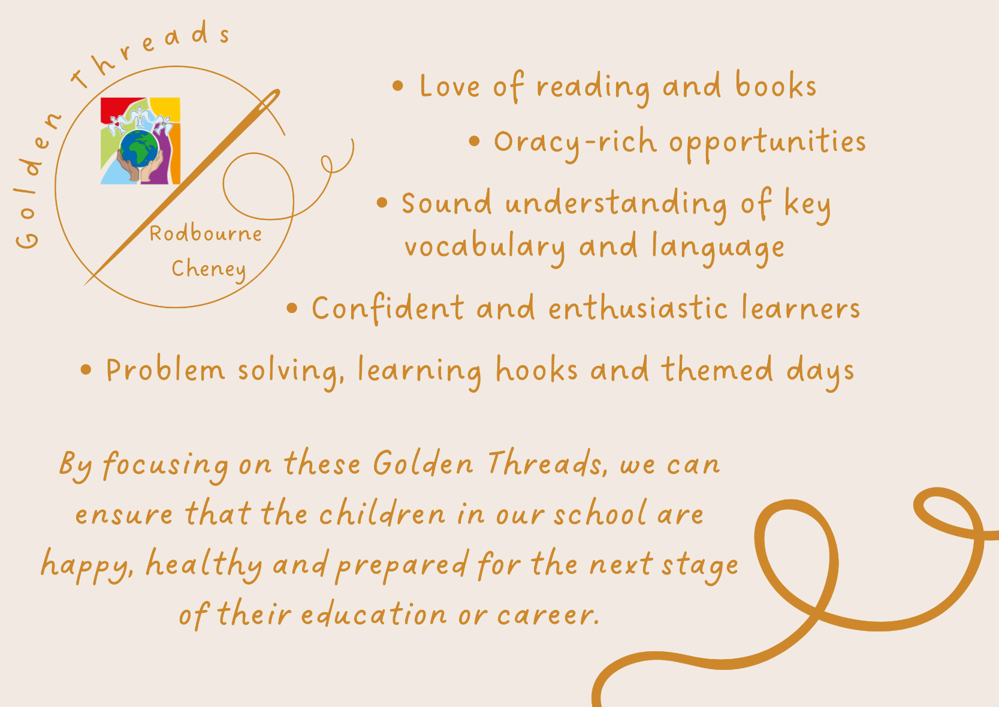 Golden Threads
Rodbourne
Cheney
• Love of reading and books
• Oracy-rich opportunities
• Sound understanding of key
vocabulary and language
• Confident and enthusiastic learners
• Problem solving, learning hooks and themed days
By focusing on these Golden Threads, we can
ensure that the children in our school are
happy, healthy and prepared for the next stage
of their education or career.